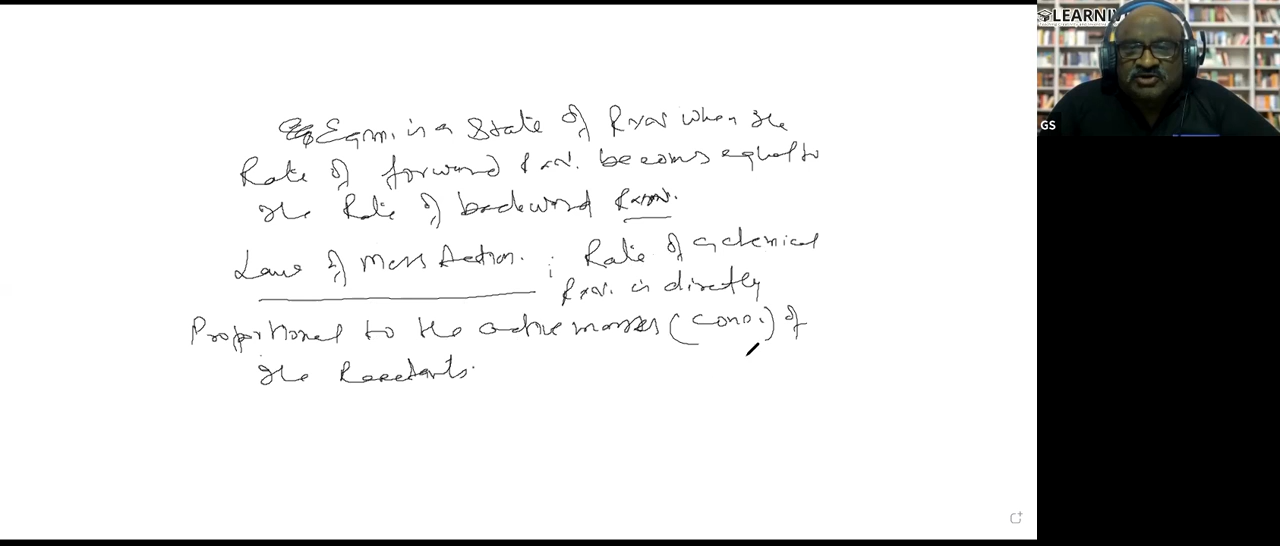 Eqm. is a State of Rxn when the
Rate of forward Rxn. becoms equal to
the Rate of backward Rxn.
Law of Mass Action. : Rate of a chemical
Rxn. is directly
Proportional to the active masses (conc.) of
the Reactants.
LEARNIV
GS